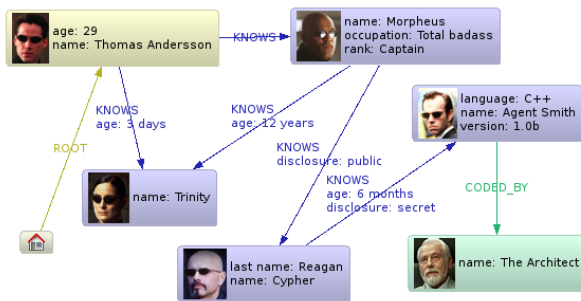 age: 29
name: Thomas Andersson
KNOWS
name: Morpheus
occupation: Total badass
rank: Captain
language: C++
name: Agent Smith
version: 1.0b
KNOWS
age: 3 days
KNOWS
age: 12 years
ROOT
KNOWS
disclosure: public
KNOWS
age: 6 months
disclosure: secret
CODED_BY
name: Trinity
last name: Reagan
name: Cypher
name: The Architect